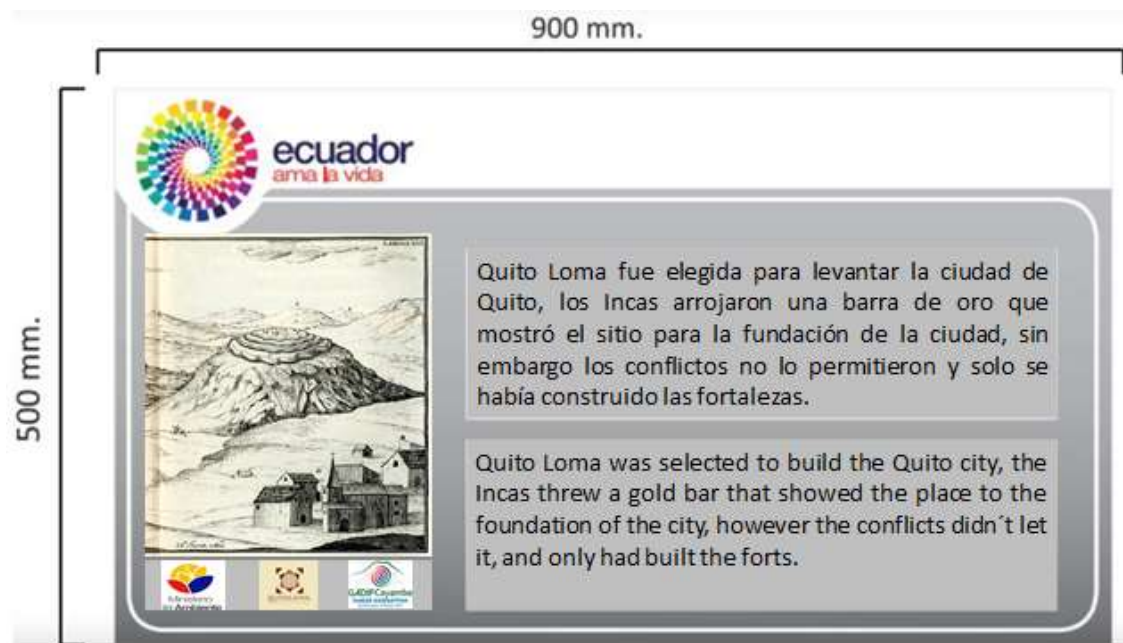 900 mm.
500 mm.
ecuador
ama la vida
Quito Loma fue elegida para levantar la ciudad de
Quito, los Incas arrojaron una barra de oro que
mostró el sitio para la fundación de la ciudad, sin
embargo los conflictos no lo permitieron y solo se
había construido las fortalezas.
Quito Loma was selected to build the Quito city, the
Incas threw a gold bar that showed the place to the
foundation of the city, however the conflicts didn´t let
it, and only had built the forts.
Ministerio
del Ambiente
GADIPCayambe